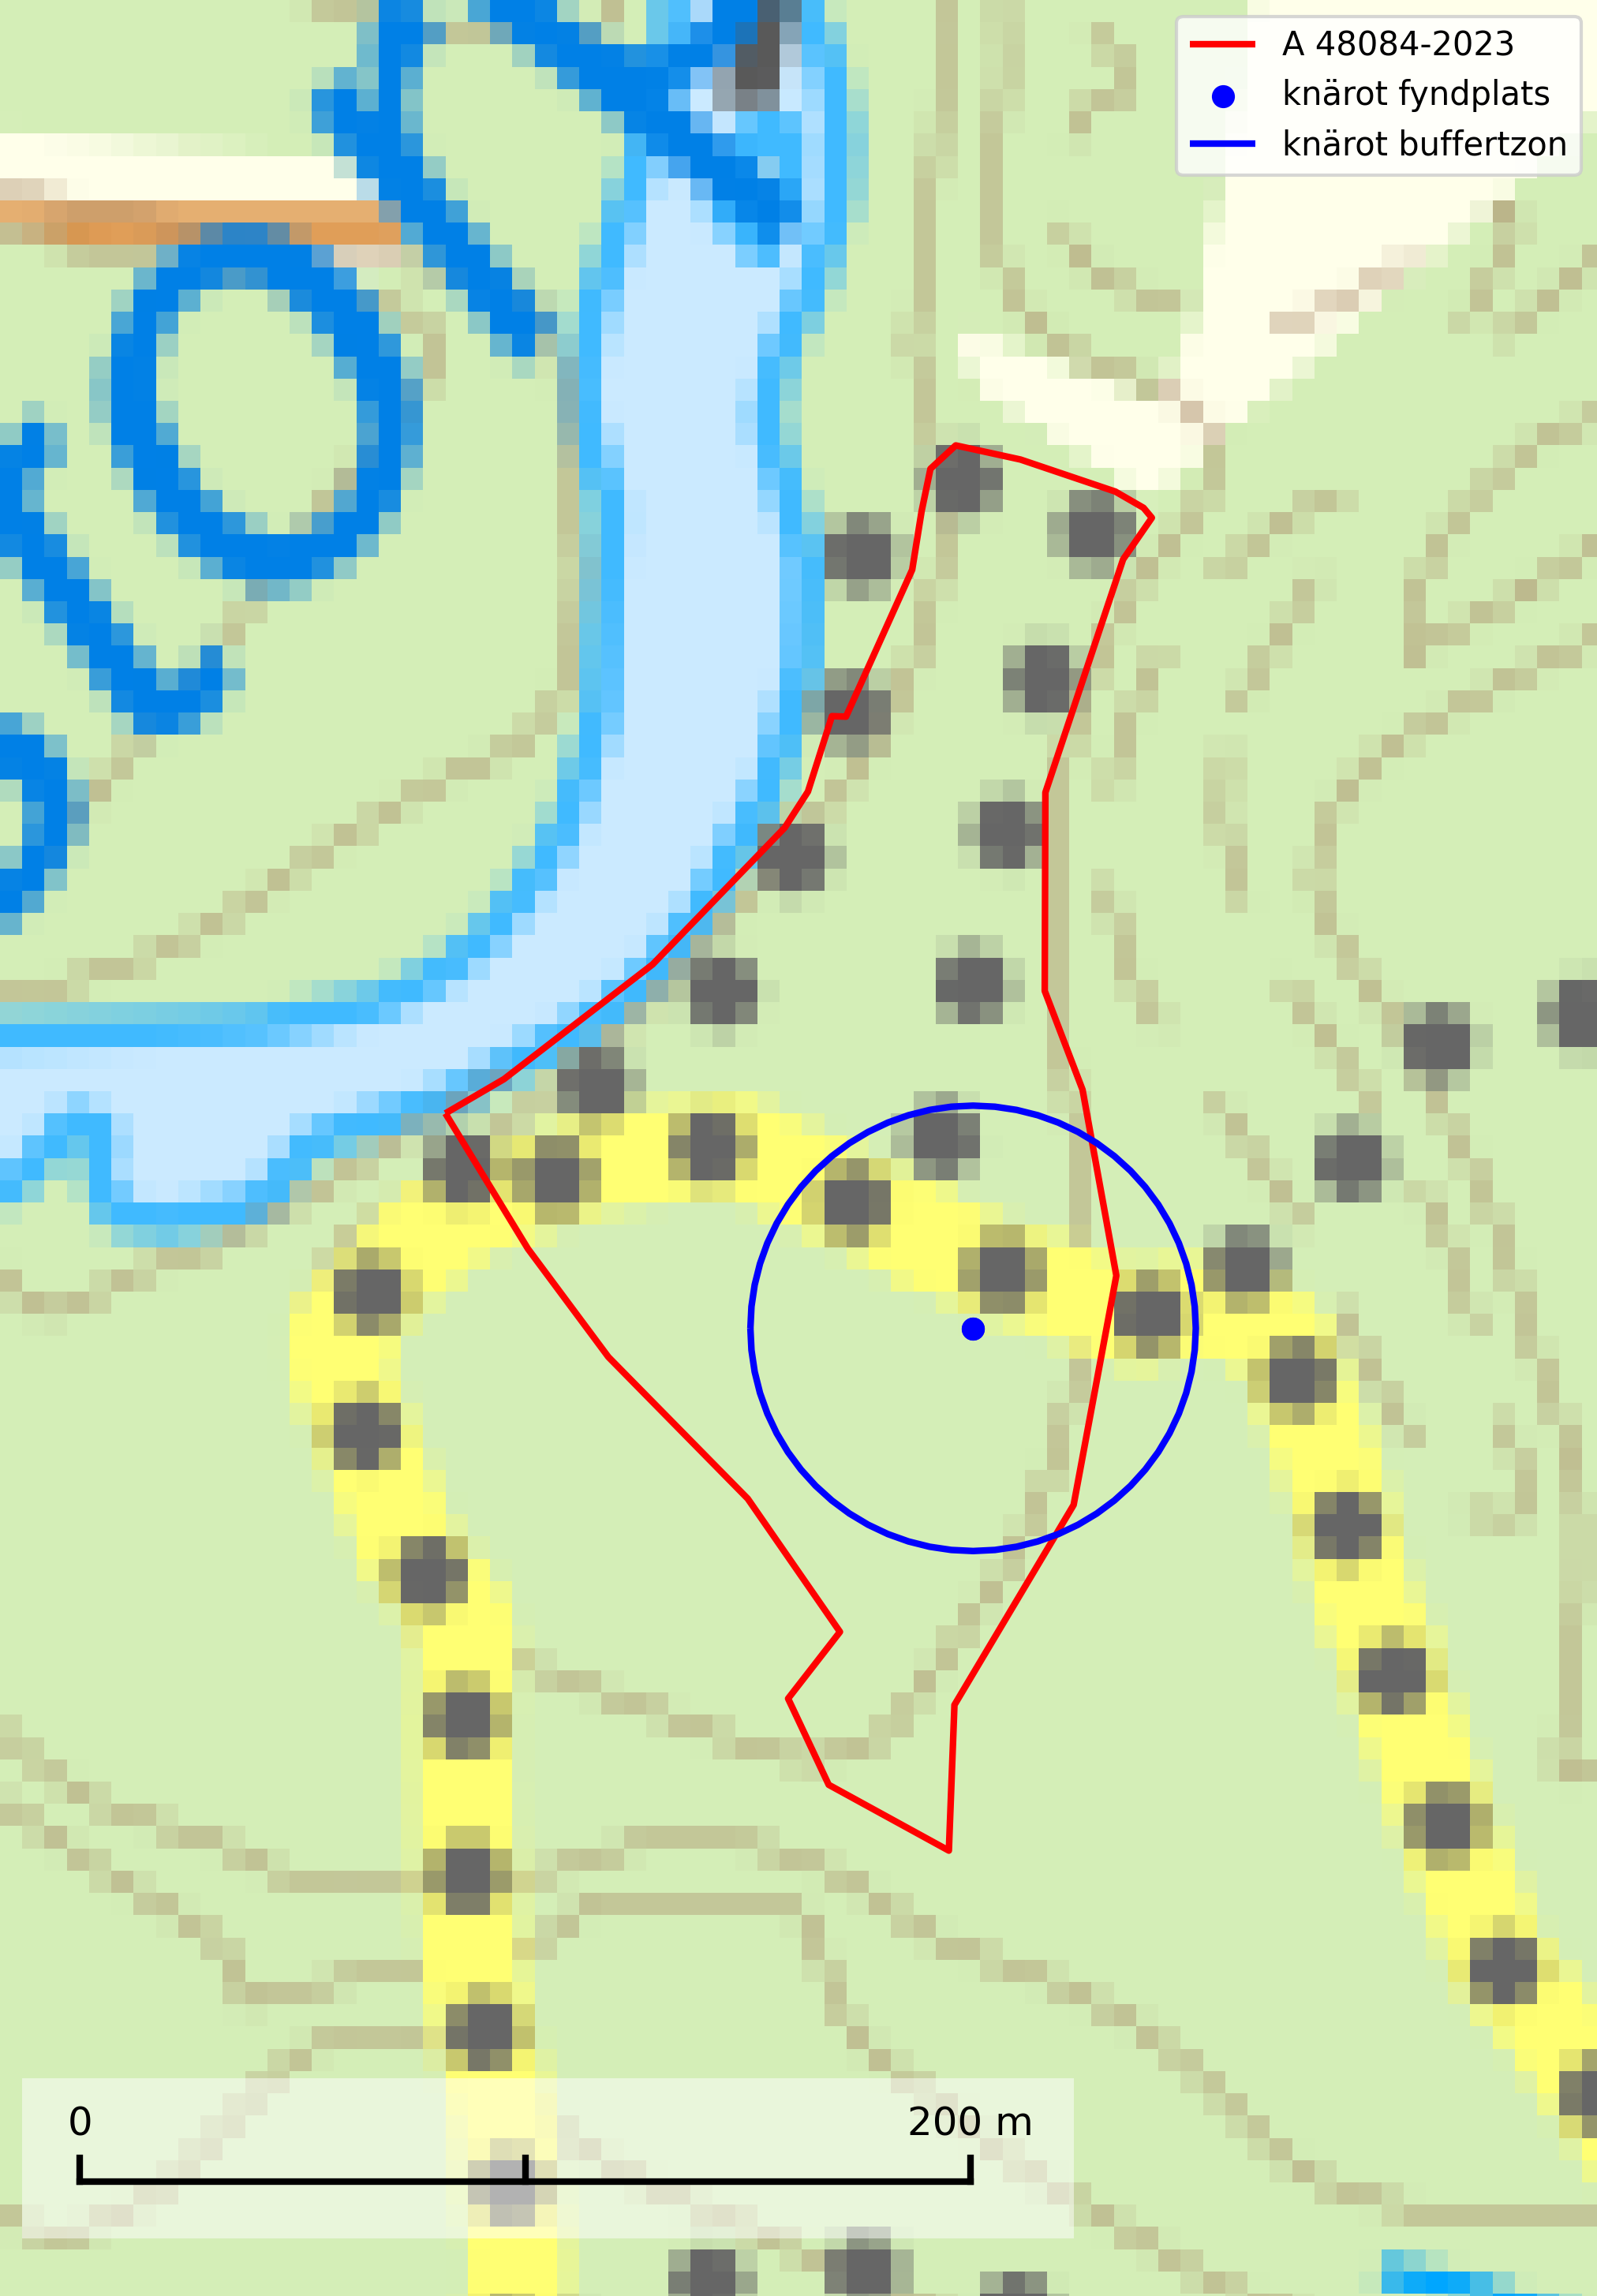 A 48084-2023
knärot fyndplats
knärot buffertzon
0 200 m